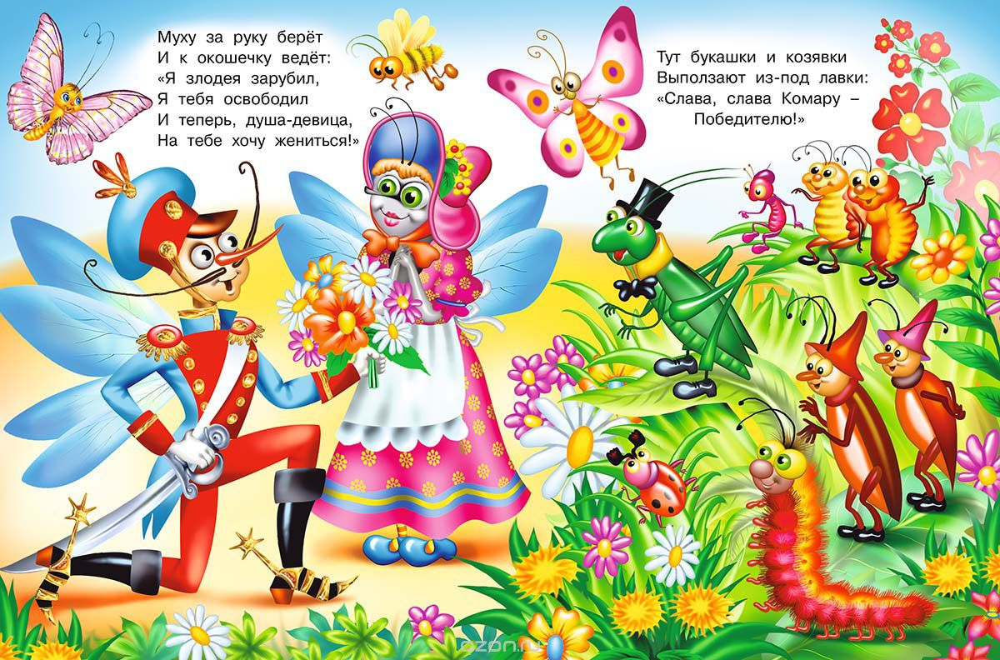 Муху за руку берёт
И к окошечку ведёт:
«Я злодея зарубил,
Я тебя освободил
И теперь, душа-девица,
На тебе хочу жениться!»
Тут букашки и козявки
Выползают из-под лавки:
«Слава, слава Комару –
Победителю!»
ozon.ru